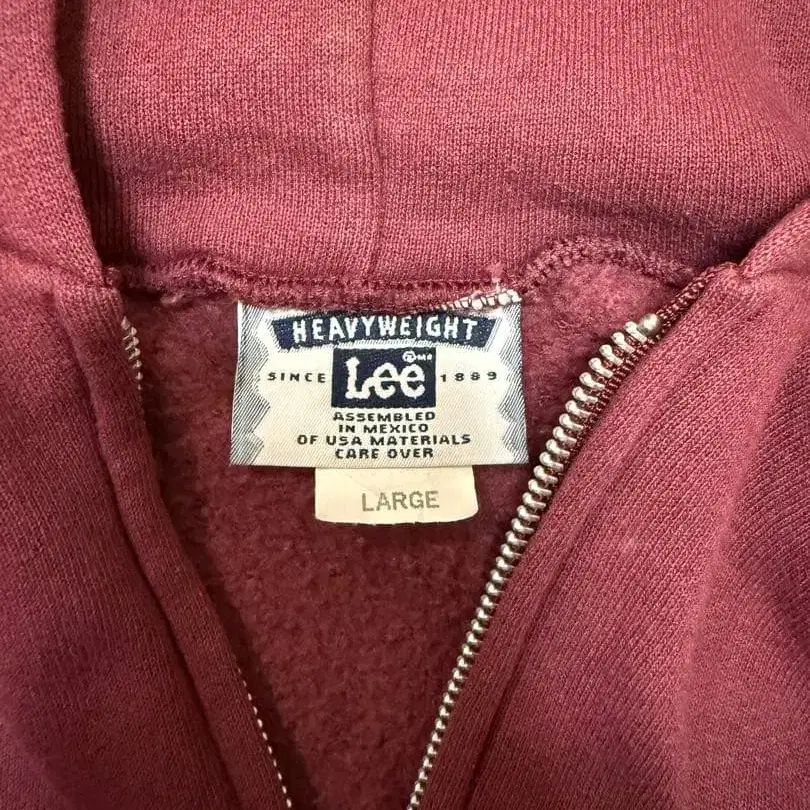 HEAVYWEIGHT
SINCE Lee 1889
ASSEMBLED
IN MEXICO
OF USA MATERIALS
CARE OVER
LARGE